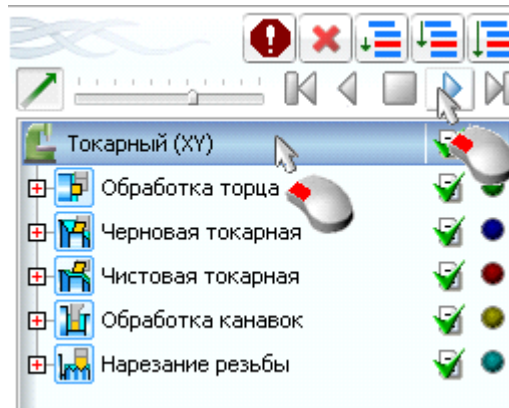 Токарный (XY)
Обработка торца
Черновая токарная
Чистовая токарная
Обработка канавок
Нарезание резьбы